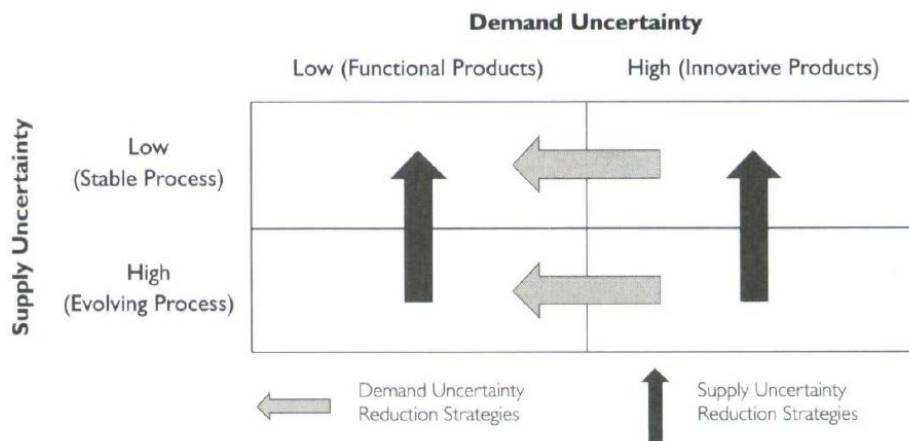 Demand Uncertainty
Low (Functional Products)
High (Innovative Products)
Supply Uncertainty
Low
(Stable Process)
High
(Evolving Process)
Demand Uncertainty
Reduction Strategies
Supply Uncertainty
Reduction Strategies